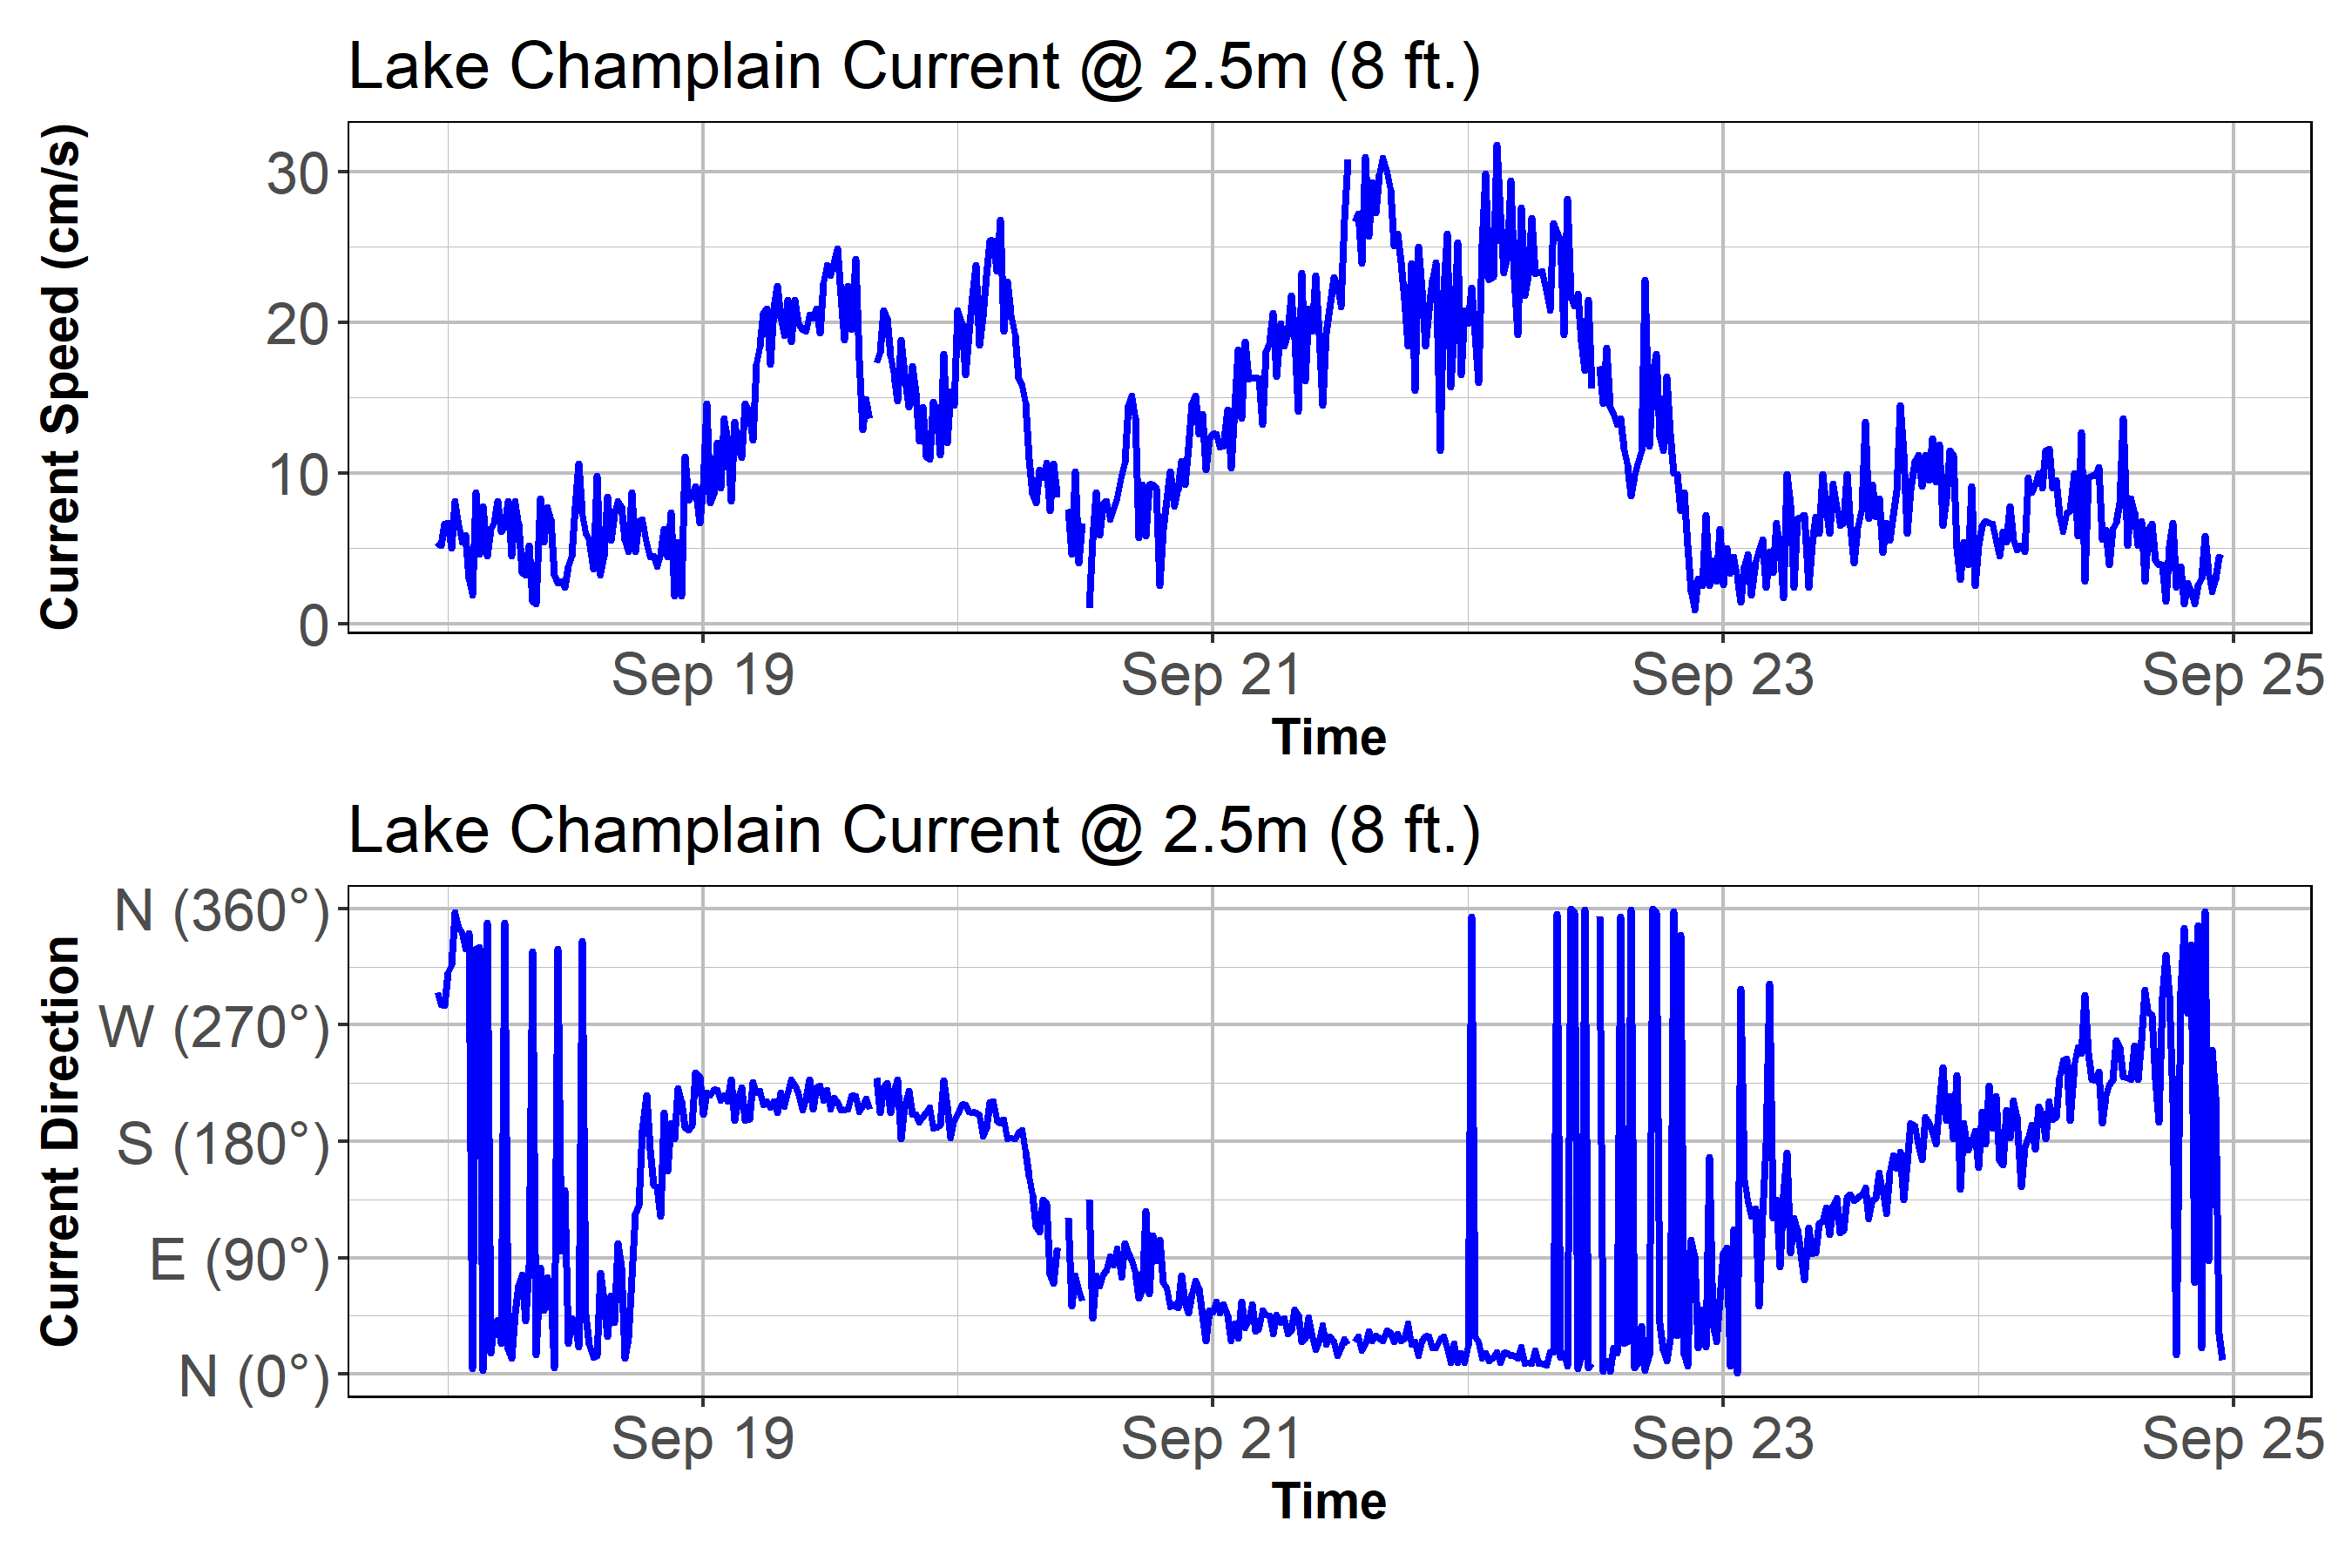 Lake Champlain Current @ 2.5m (8 ft.)
Current Speed (cm/s)
30
20
10
0
Sep 19 Sep 21 Sep 23 Sep 25
Time
Lake Champlain Current @ 2.5m (8 ft.)
Current Direction
N (360°)
W (270°)
S (180°)
E (90°)
N (0°)
Sep 19 Sep 21 Sep 23 Sep 25
Time